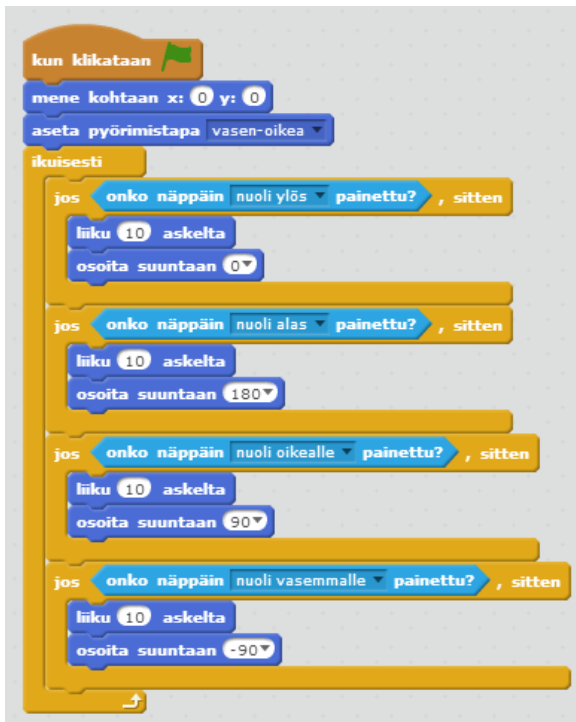 kun klikataan
mene kohtaan x: 0 y: 0
aseta pyörimistapa vasen-oikea
ikuisesti
jos onko näppäin nuoli ylös painettu? , sitten
liiku 10 askelta
osoita suuntaan 0
jos onko näppäin nuoli alas painettu? , sitten
liiku 10 askelta
osoita suuntaan 180
jos onko näppäin nuoli oikealle painettu? , sitten
liiku 10 askelta
osoita suuntaan 90
jos onko näppäin nuoli vasemmalle painettu? , sitten
liiku 10 askelta
osoita suuntaan -90